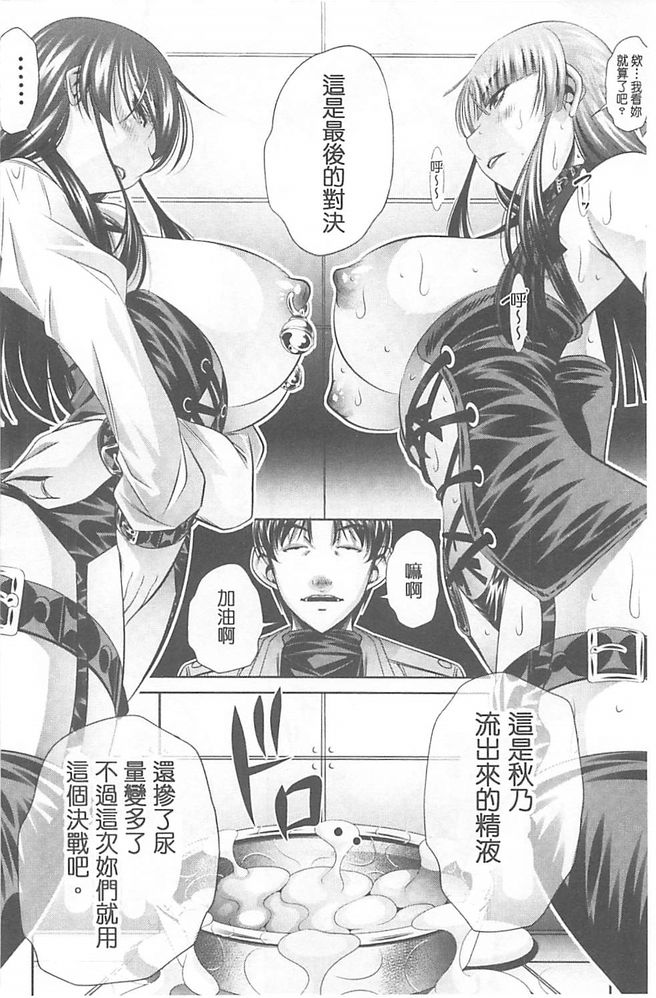 欸…我看妳
就算了吧？
這是最後的對決
……
呼～～
呼～～
嘛啊
加油啊
這是秋乃
流出來的精液
ドロ
還摻了尿
量變多了
不過這次妳們就用
這個決戰吧。